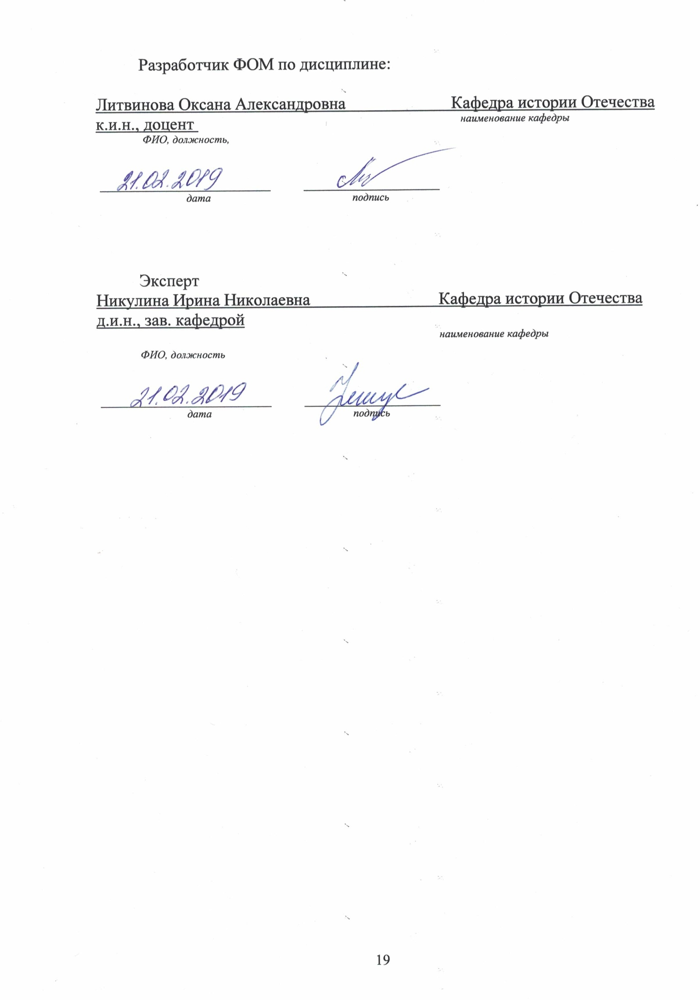 Разработчик ФОМ по дисциплине:
Литвинова Оксана Александровна Кафедра истории Отечества
к.и.н., доцент наименование кафедры
ФИО, должность,
21.02.2019
дата подпись
Эксперт
Никулина Ирина Николаевна Кафедра истории Отечества
д.и.н., зав. кафедрой
наименование кафедры
ФИО, должность
21.02.2019
дата подпись
19